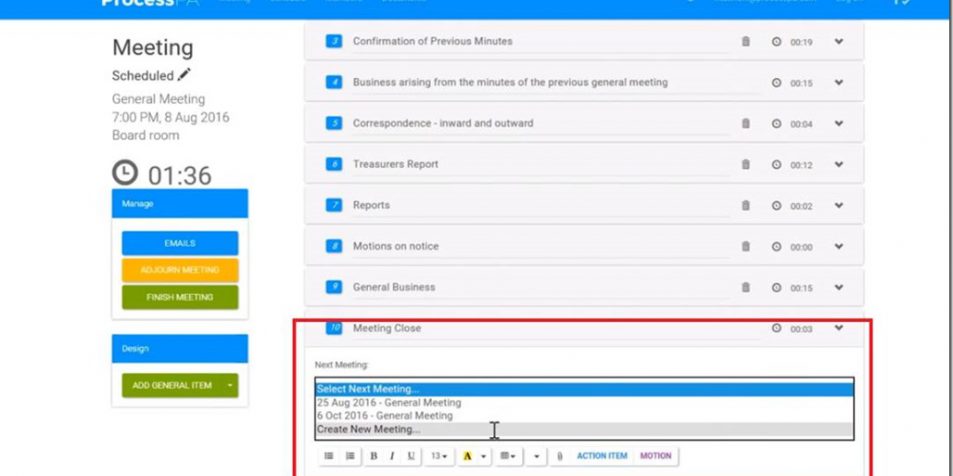 ProcessPA
Meeting
Scheduled
General Meeting
7:00 PM, 8 Aug 2016
Board room
01:36
Manage
EMAILS
ADJOURN MEETING
FINISH MEETING
Design
ADD GENERAL ITEM
3 Confirmation of Previous Minutes 00:19
4 Business arising from the minutes of the previous general meeting 00:15
5 Correspondence - inward and outward 00:04
6 Treasurers Report 00:12
7 Reports 00:02
8 Motions on notice 00:00
9 General Business 00:15
10 Meeting Close 00:03
Next Meeting:
Select Next Meeting...
25 Aug 2016 - General Meeting
6 Oct 2016 - General Meeting
Create New Meeting...
B I U 13 A ACTION ITEM MOTION